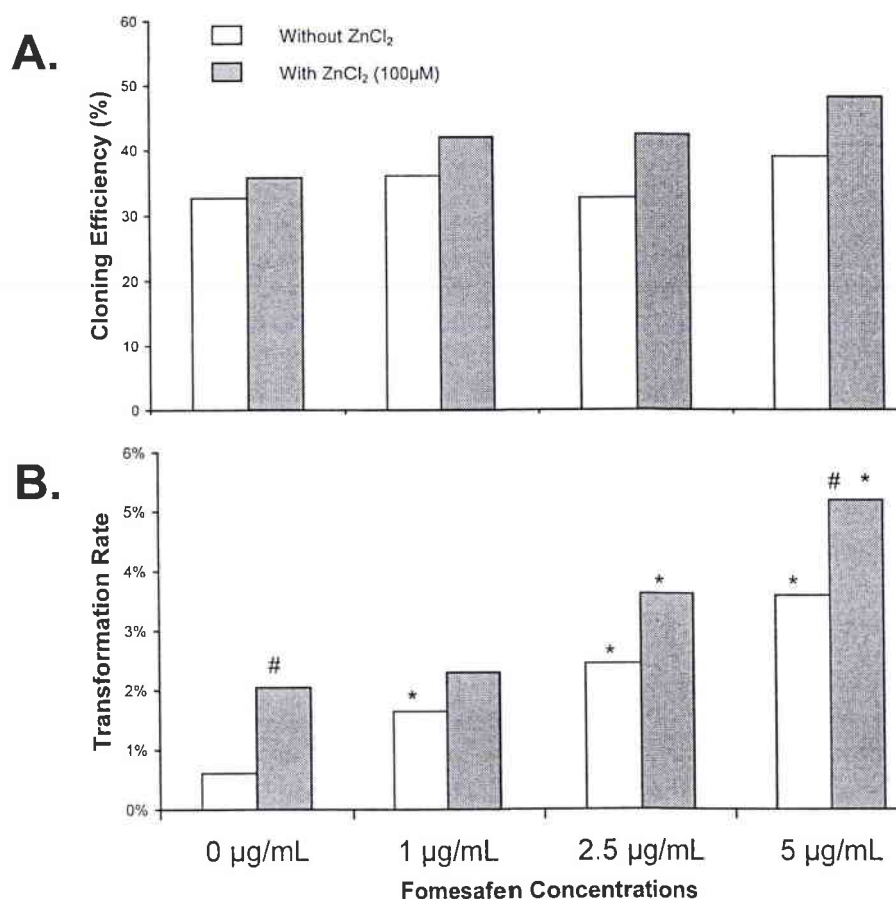 A.
Cloning Efficiency (%)
60
50
40
30
20
10
0
Without ZnCl₂
With ZnCl₂ (100µM)
B.
Transformation Rate
6%
5%
4%
3%
2%
1%
0%
#
*
*
*
*
# *
0 µg/mL 1 µg/mL 2.5 µg/mL 5 µg/mL
Fomesafen Concentrations